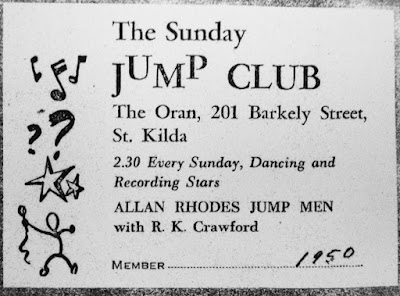 The Sunday
JUMP CLUB
The Oran, 201 Barkely Street,
St. Kilda
2.30 Every Sunday, Dancing and
Recording Stars
ALLAN RHODES JUMP MEN
with R. K. Crawford
MEMBER 1950